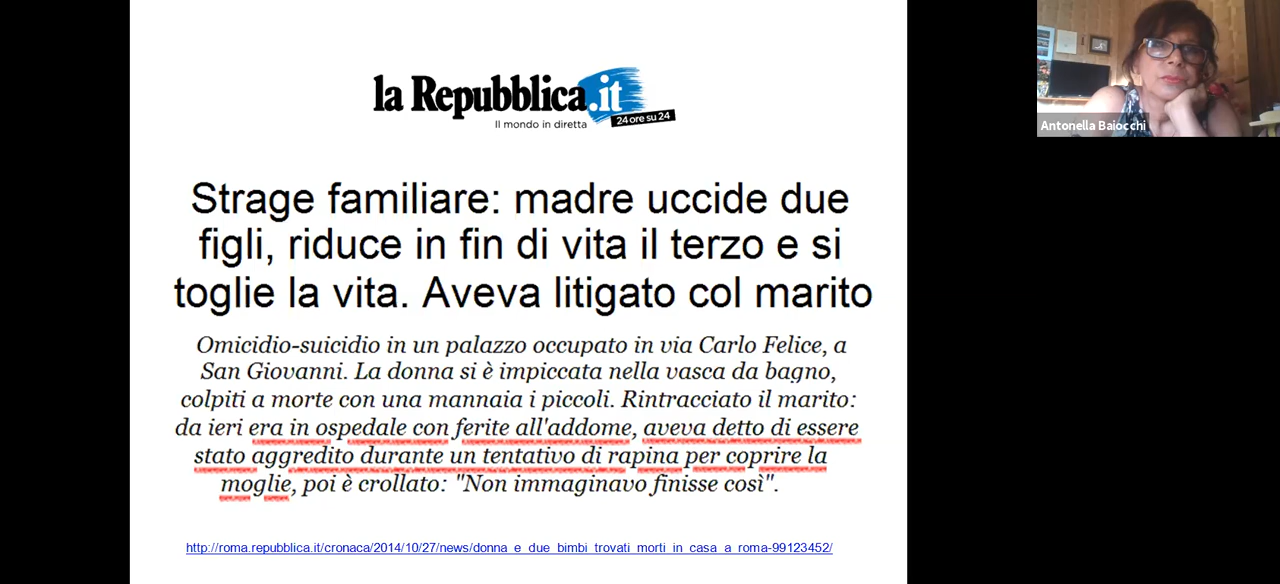 la Repubblica.it
Il mondo in diretta
24 ore su 24
Strage familiare: madre uccide due
figli, riduce in fin di vita il terzo e si
toglie la vita. Aveva litigato col marito
Omicidio-suicidio in un palazzo occupato in via Carlo Felice, a
San Giovanni. La donna si è impiccata nella vasca da bagno,
colpiti a morte con una mannaia i piccoli. Rintracciato il marito:
da ieri era in ospedale con ferite all'addome, aveva detto di essere
stato aggredito durante un tentativo di rapina per coprire la
moglie, poi è crollato: "Non immaginavo finisse così".
http://roma.repubblica.it/cronaca/2014/10/27/news/donna_e_due_bimbi_trovati_morti_in_casa_a_roma-99123452/
Antonella Baiocchi